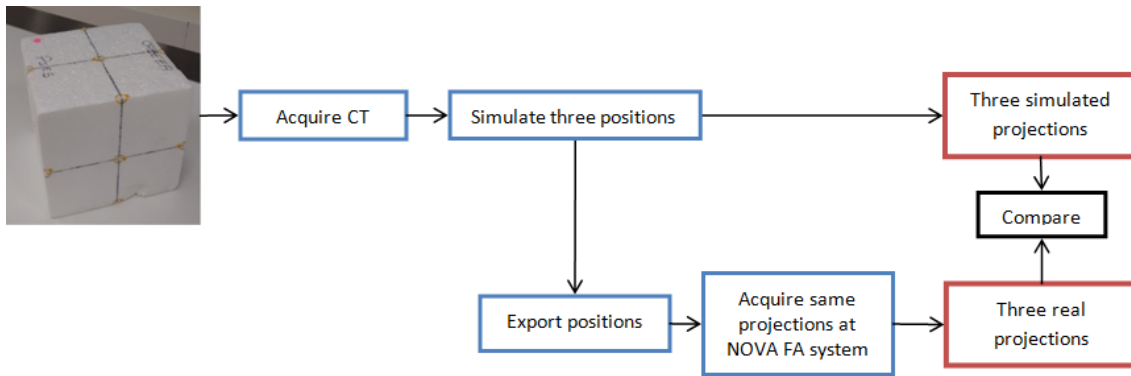 Acquire CT
Simulate three positions
Three simulated
projections
Compare
Export positions
Acquire same
projections at
NOVA FA system
Three real
projections